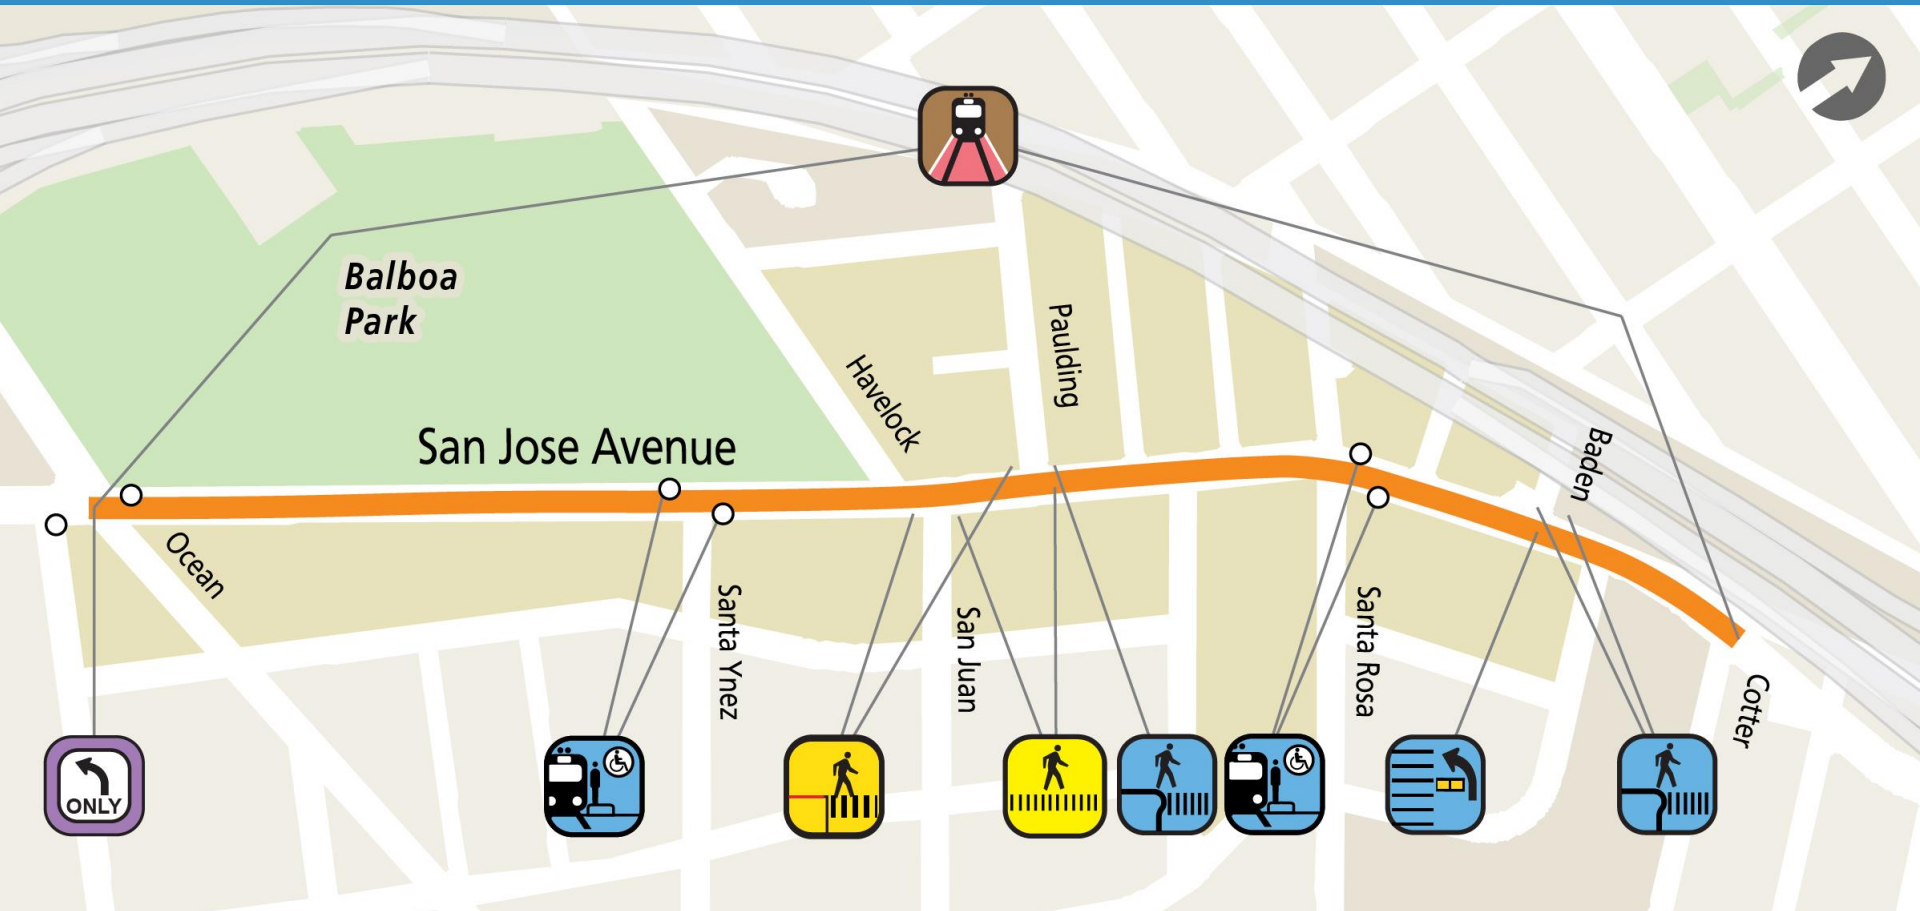 Balboa
Park
San Jose Avenue
Havelock
Paulding
Baden
Ocean
Santa Ynez
San Juan
Santa Rosa
Cotter
ONLY